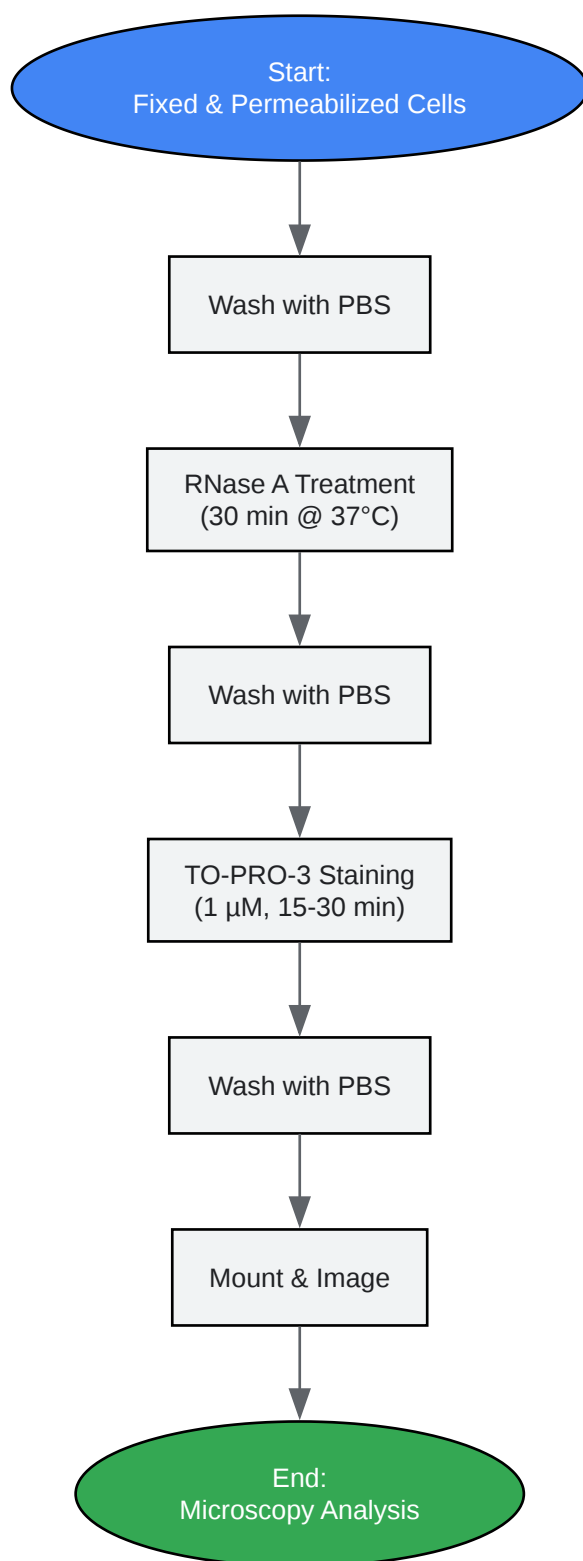 Start:
Fixed & Permeabilized Cells
Wash with PBS
RNase A Treatment
(30 min @ 37°C)
Wash with PBS
TO-PRO-3 Staining
(1 µM, 15-30 min)
Wash with PBS
Mount & Image
End:
Microscopy Analysis